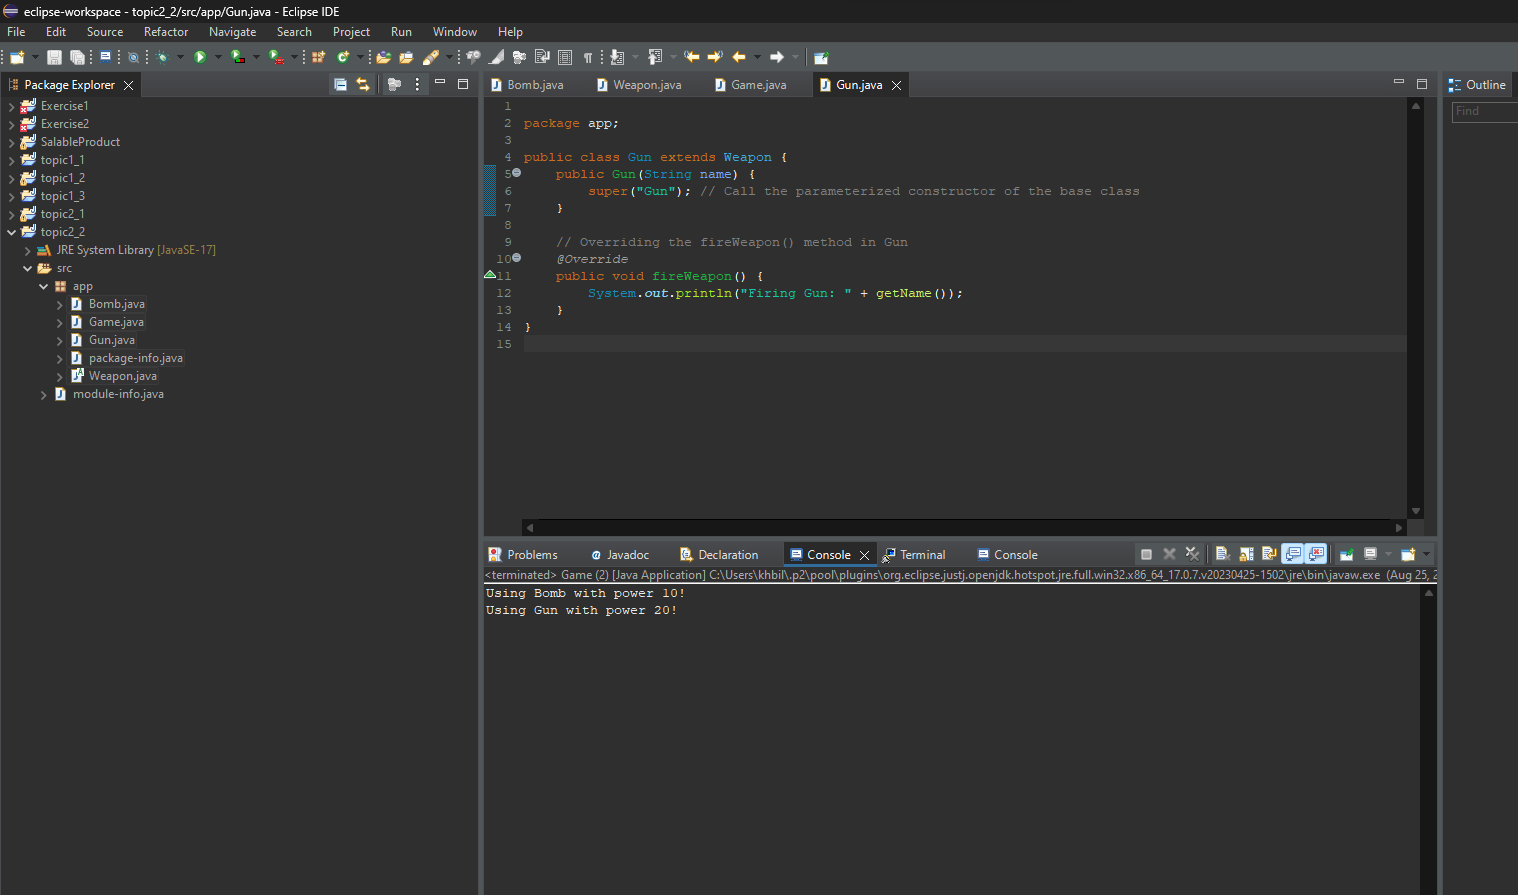 eclipse-workspace - topic2_2/src/app/Gun.java - Eclipse IDE
File Edit Source Refactor Navigate Search Project Run Window Help
Package Explorer
Exercise1
Exercise2
SalableProduct
topic1_1
topic1_2
topic1_3
topic2_1
topic2_2
JRE System Library [JavaSE-17]
src
app
Bomb.java
Game.java
Gun.java
package-info.java
Weapon.java
module-info.java
Bomb.java Weapon.java Game.java Gun.java
1
2 package app;
3
4 public class Gun extends Weapon {
5 public Gun(String name) {
6 super("Gun"); // Call the parameterized constructor of the base class
7 }
8
9 // Overriding the fireWeapon() method in Gun
10 @Override
11 public void fireWeapon() {
12 System.out.println("Firing Gun: " + getName());
13 }
14 }
15
Outline
Find
Problems Javadoc Declaration Console Terminal Console
<terminated> Game (2) [Java Application] C:\Users\khbil\.p2\pool\plugins\org.eclipse.justj.openjdk.hotspot.jre.full.win32.x86_64_17.0.7.v20230425-1502\jre\bin\javaw.exe (Aug 25, 2
Using Bomb with power 10!
Using Gun with power 20!